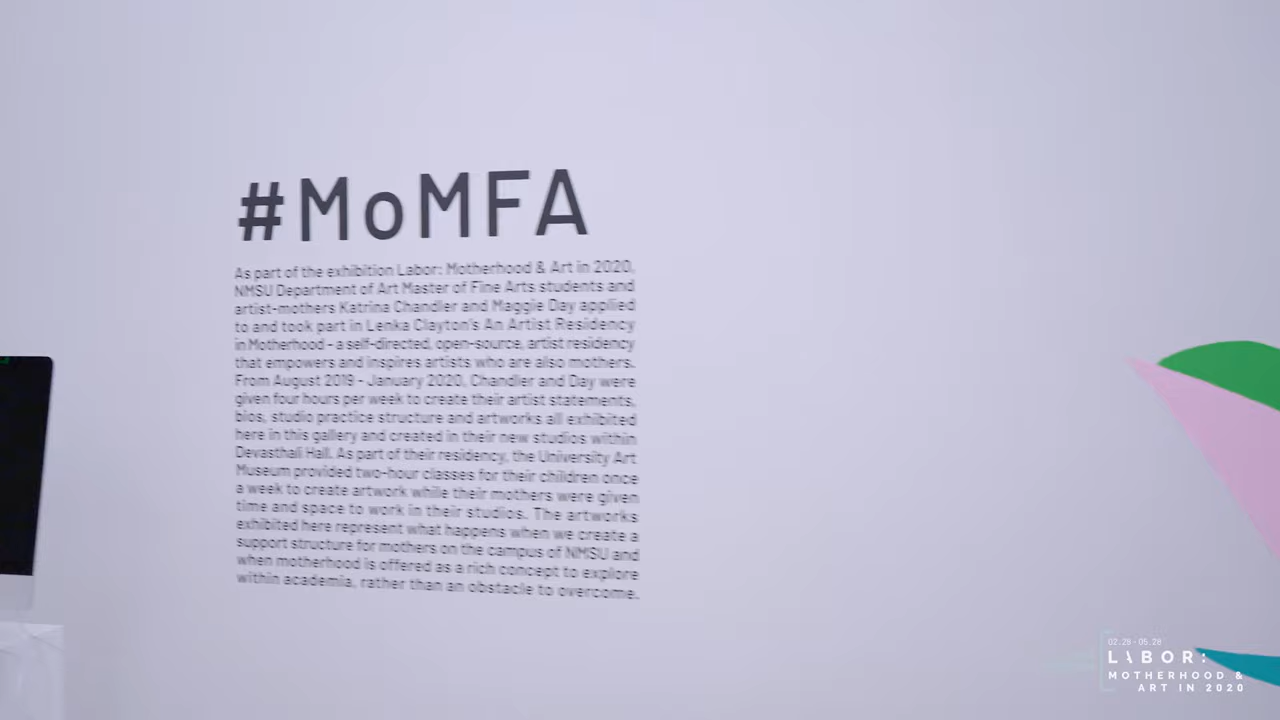 #MoMFA
As part of the exhibition Labor: Motherhood & Art in 2020,
NMSU Department of Art Master of Fine Arts students and
artist-mothers Katrina Chandler and Maggie Day applied
to and took part in Lenka Clayton's An Artist Residency
in Motherhood - a self-directed, open-source, artist residency
that empowers and inspires artists who are also mothers.
From August 2019 - January 2020, Chandler and Day were
given four hours per week to create their artist statements,
bios, studio practice structure and artworks all exhibited
here in this gallery and created in their new studios within
Devasthali Hall. As part of their residency, the University Art
Museum provided two-hour classes for their children once
a week to create artwork while their mothers were given
time and space to work in their studios. The artworks
exhibited here represent what happens when we create a
support structure for mothers on the campus of NMSU and
when motherhood is offered as a rich concept to explore
within academia, rather than an obstacle to overcome.
02.28 - 05.28
LABOR:
MOTHERHOOD &
ART IN 2020